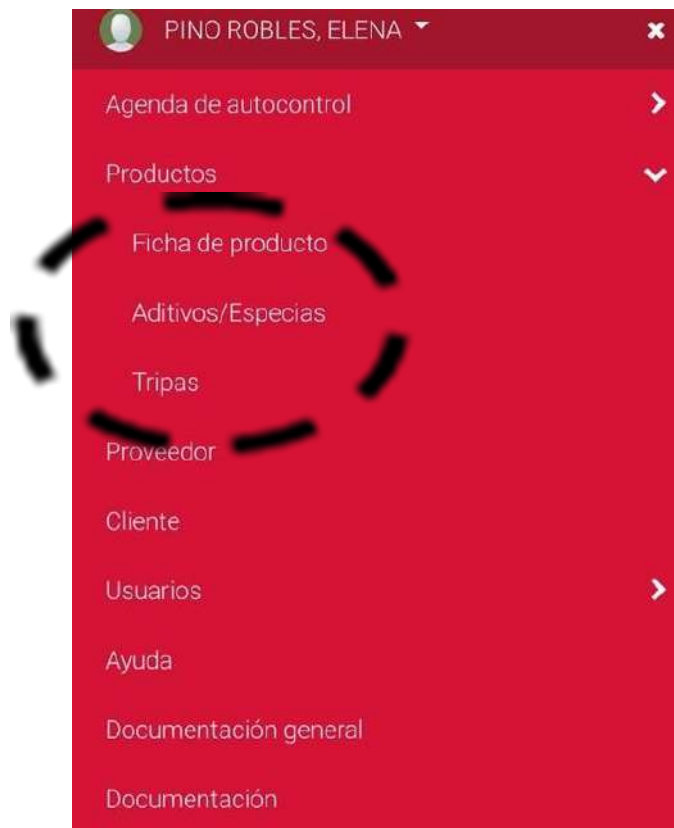 PINO ROBLES, ELENA
Agenda de autocontrol
Productos
Ficha de producto
Aditivos/Especias
Tripas
Proveedor
Cliente
Usuarios
Ayuda
Documentación general
Documentación